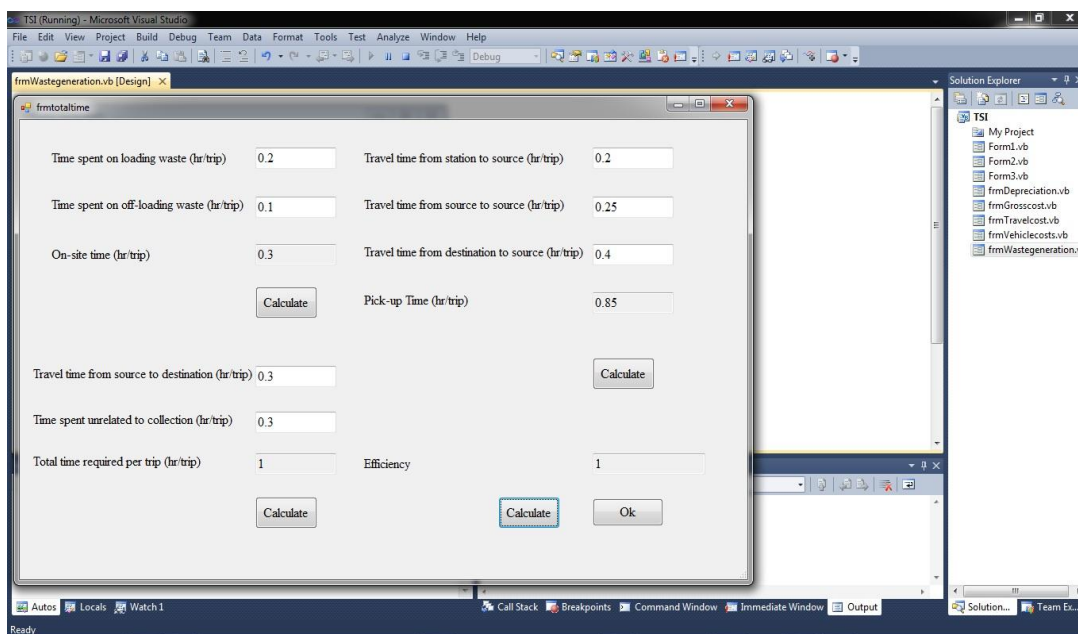 TSI (Running) - Microsoft Visual Studio
File Edit View Project Build Debug Team Data Format Tools Test Analyze Window Help
Debug
frmWastegeneration.vb [Design]
Solution Explorer
frmtotaltime
TSI
My Project
Form1.vb
Form2.vb
Form3.vb
frmDepreciation.vb
frmGrosscost.vb
frmTravelcost.vb
frmVehiclecosts.vb
frmWastegeneration.
Time spent on loading waste (hr/trip) 0.2 Travel time from station to source (hr/trip) 0.2
Time spent on off-loading waste (hr/trip) 0.1 Travel time from source to source (hr/trip) 0.25
On-site time (hr/trip) 0.3 Travel time from destination to source (hr/trip) 0.4
Calculate Pick-up Time (hr/trip) 0.85
Travel time from source to destination (hr/trip) 0.3 Calculate
Time spent unrelated to collection (hr/trip) 0.3
Total time required per trip (hr/trip) 1 Efficiency 1
Calculate Calculate Ok
Autos Locals Watch 1 Call Stack Breakpoints Command Window Immediate Window Output Solution... Team Ex...
Ready